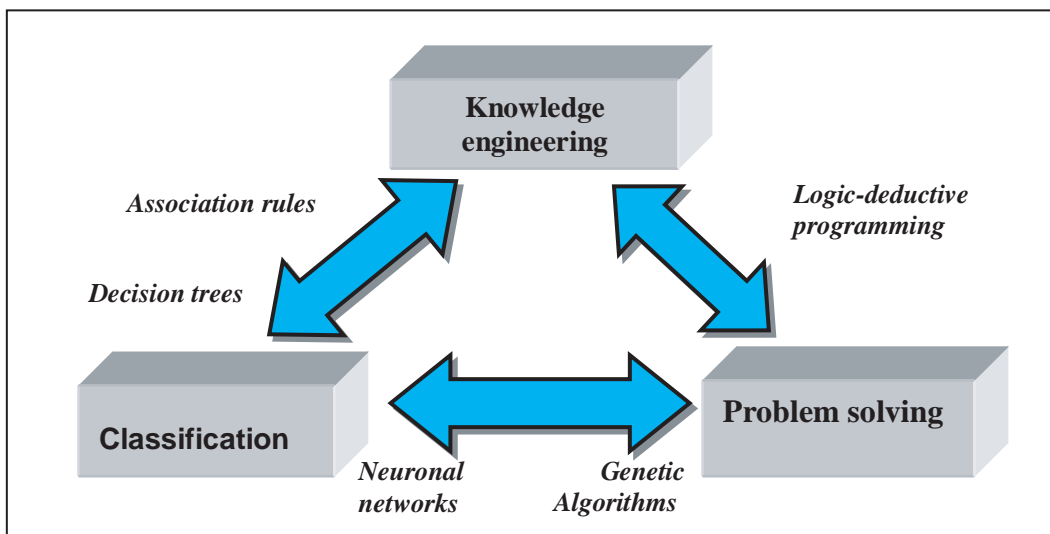 Knowledge
engineering
Association rules
Logic-deductive
programming
Decision trees
Classification
Problem solving
Neuronal
networks
Genetic
Algorithms